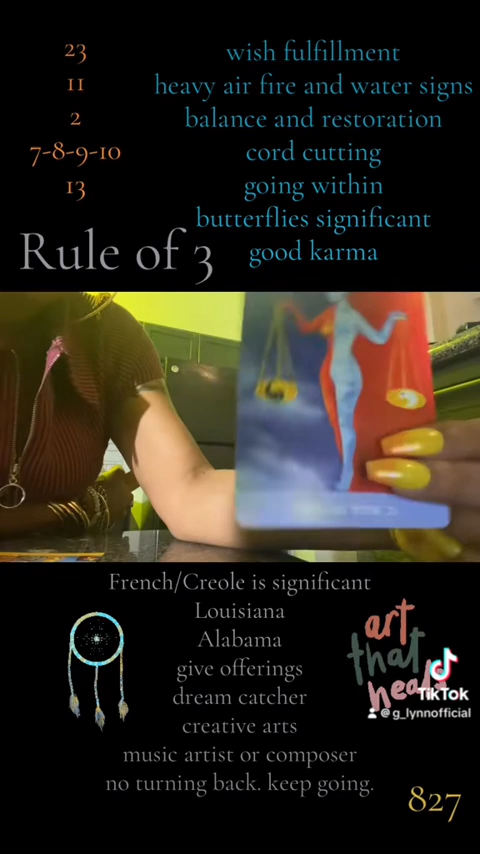 23
11
2
7-8-9-10
13
wish fulfillment
heavy air fire and water signs
balance and restoration
cord cutting
going within
butterflies significant
good karma
Rule of 3
French/Creole is significant
Louisiana
Alabama
give offerings
dream catcher
creative arts
music artist or composer
no turning back. keep going.
art
that
heals
TikTok
@g_lynnofficial
827